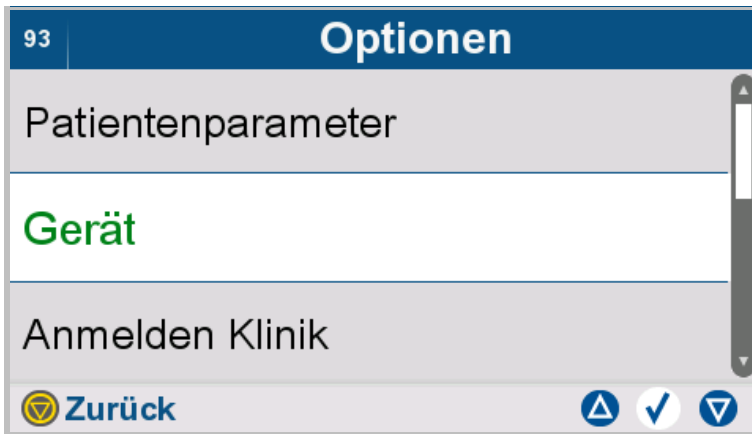 93 Optionen
Patientenparameter
Gerät
Anmelden Klinik
Zurück